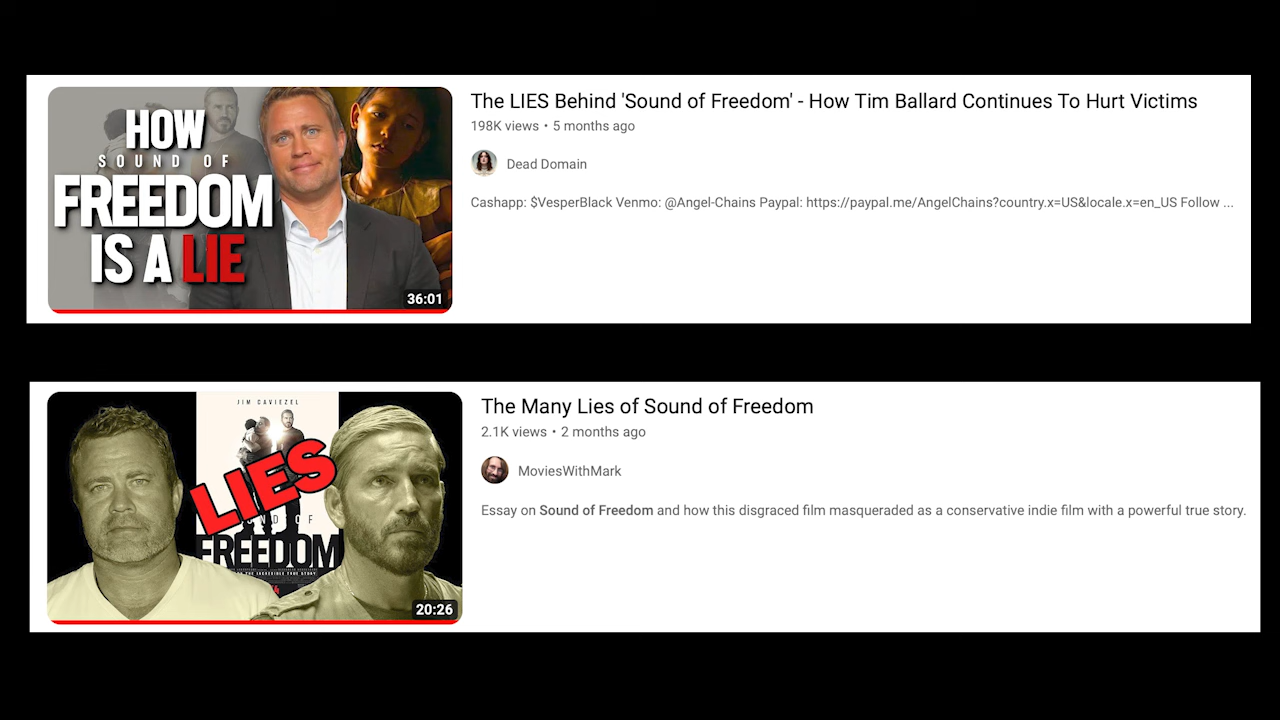 HOW
SOUND OF
FREEDOM
IS A LIE
36:01
The LIES Behind 'Sound of Freedom' - How Tim Ballard Continues To Hurt Victims
198K views • 5 months ago
Dead Domain
Cashapp: $VesperBlack Venmo: @Angel-Chains Paypal: https://paypal.me/AngelChains?country.x=US&locale.x=en_US Follow ...
JIM CAVIEZEL
LIES
FREEDOM
20:26
The Many Lies of Sound of Freedom
2.1K views • 2 months ago
MoviesWithMark
Essay on Sound of Freedom and how this disgraced film masqueraded as a conservative indie film with a powerful true story.